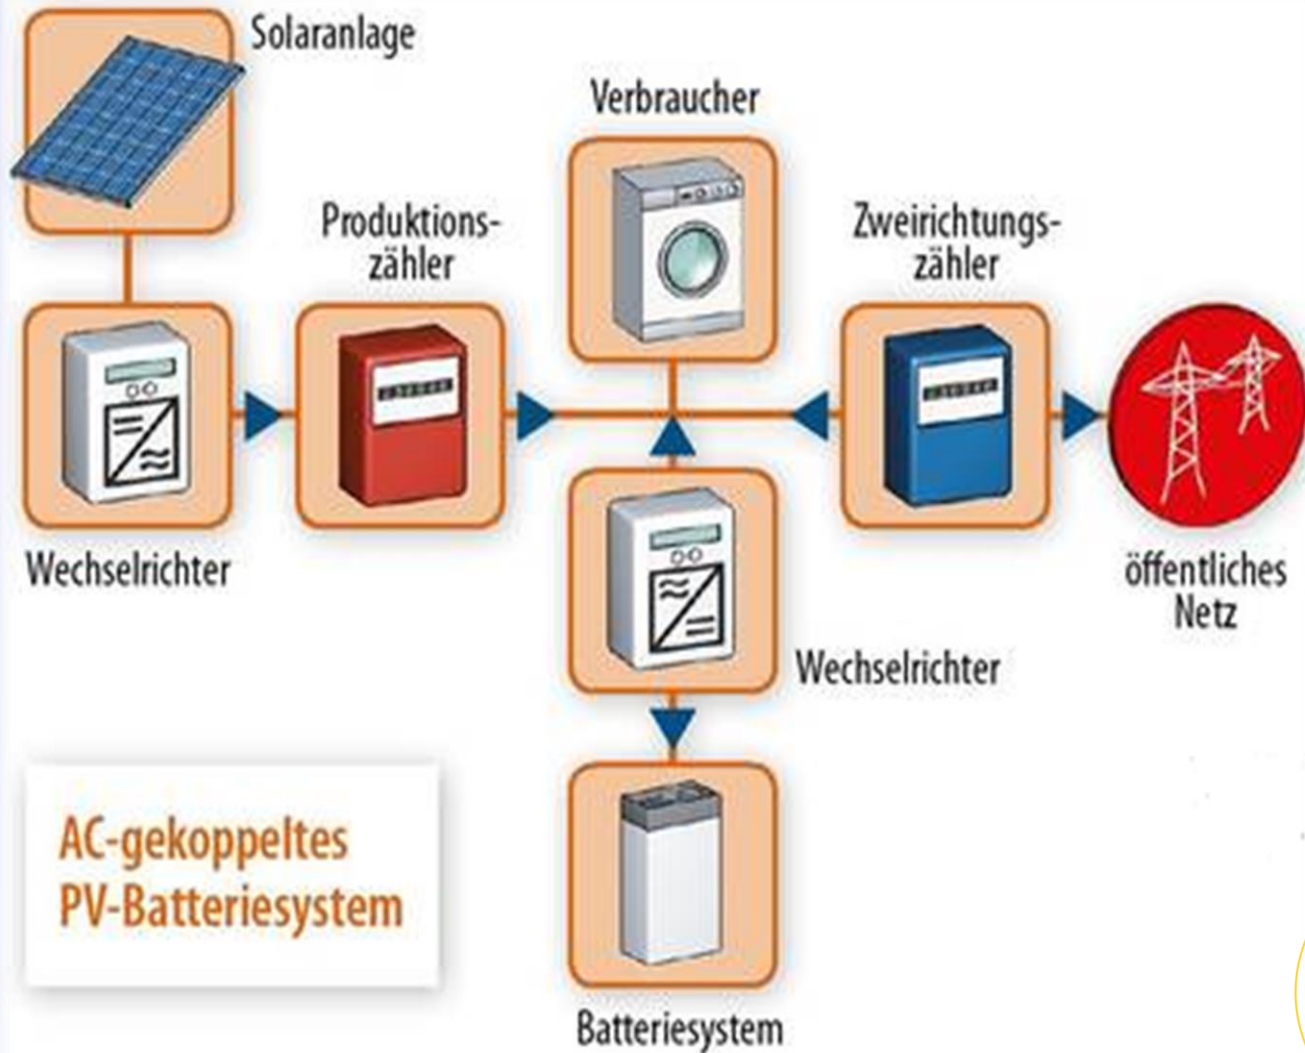 Solaranlage
Verbraucher
Produktions-
zähler
Zweirichtungs-
zähler
Wechselrichter
öffentliches
Netz
Wechselrichter
AC-gekoppeltes
PV-Batteriesystem
Batteriesystem